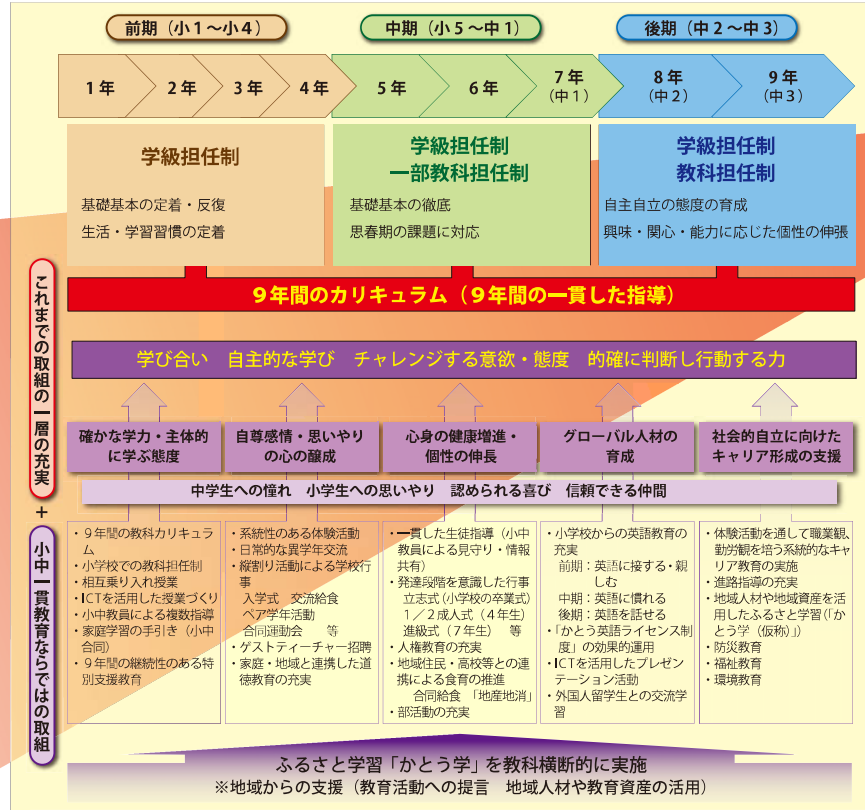 前期（小１～小４）
中期（小５～中１）
後期（中２～中３）
１年
２年
３年
４年
５年
６年
７年
（中１）
８年
（中２）
９年
（中３）
学級担任制
基礎基本の定着・反復
生活・学習習慣の定着
学級担任制
一部教科担任制
基礎基本の徹底
思春期の課題に対応
学級担任制
教科担任制
自主自立の態度の育成
興味・関心・能力に応じた個性の伸張
９年間のカリキュラム（９年間の一貫した指導）
学び合い　自主的な学び　チャレンジする意欲・態度　的確に判断し行動する力
これまでの取組の一層の充実
＋
小中一貫教育ならではの取組
確かな学力・主体的
に学ぶ態度
自尊感情・思いやり
の心の醸成
心身の健康増進・
個性の伸長
グローバル人材の
育成
社会的自立に向けた
キャリア形成の支援
中学生への憧れ　小学生への思いやり　認められる喜び　信頼できる仲間
・９年間の教科カリキュラ
ム
・小学校での教科担任制
・相互乗り入れ授業
・ICTを活用した授業づくり
・小中教員による複数指導
・家庭学習の手引き（小中
合同）
・９年間の継続性のある特
別支援教育
・系統性のある体験活動
・日常的な異学年交流
・縦割り活動による学校行
事
入学式　交流給食
ペア学年活動
合同運動会　等
・ゲストティーチャー招聘
・家庭・地域と連携した道
徳教育の充実
・一貫した生徒指導（小中
教員による見守り・情報
共有）
・発達段階を意識した行事
立志式（小学校の卒業式）
１／２成人式（４年生）
進級式（７年生）　等
・人権教育の充実
・地域住民・高校等との連
携による食育の推進
合同給食　「地産地消」
・部活動の充実
・小学校からの英語教育の
充実
前期：英語に接する・親
しむ
中期：英語に慣れる
後期：英語を話せる
・「かとう英語ライセンス制
度」の効果的運用
・ICTを活用したプレゼン
テーション活動
・外国人留学生との交流学
習
・体験活動を通して職業観、
勤労観を培う系統的なキャ
リア教育の実施
・進路指導の充実
・地域人材や地域資産を活
用したふるさと学習（「か
とう学（仮称）」）
・防災教育
・福祉教育
・環境教育
ふるさと学習「かとう学」を教科横断的に実施
※地域からの支援（教育活動への提言　地域人材や教育資産の活用）